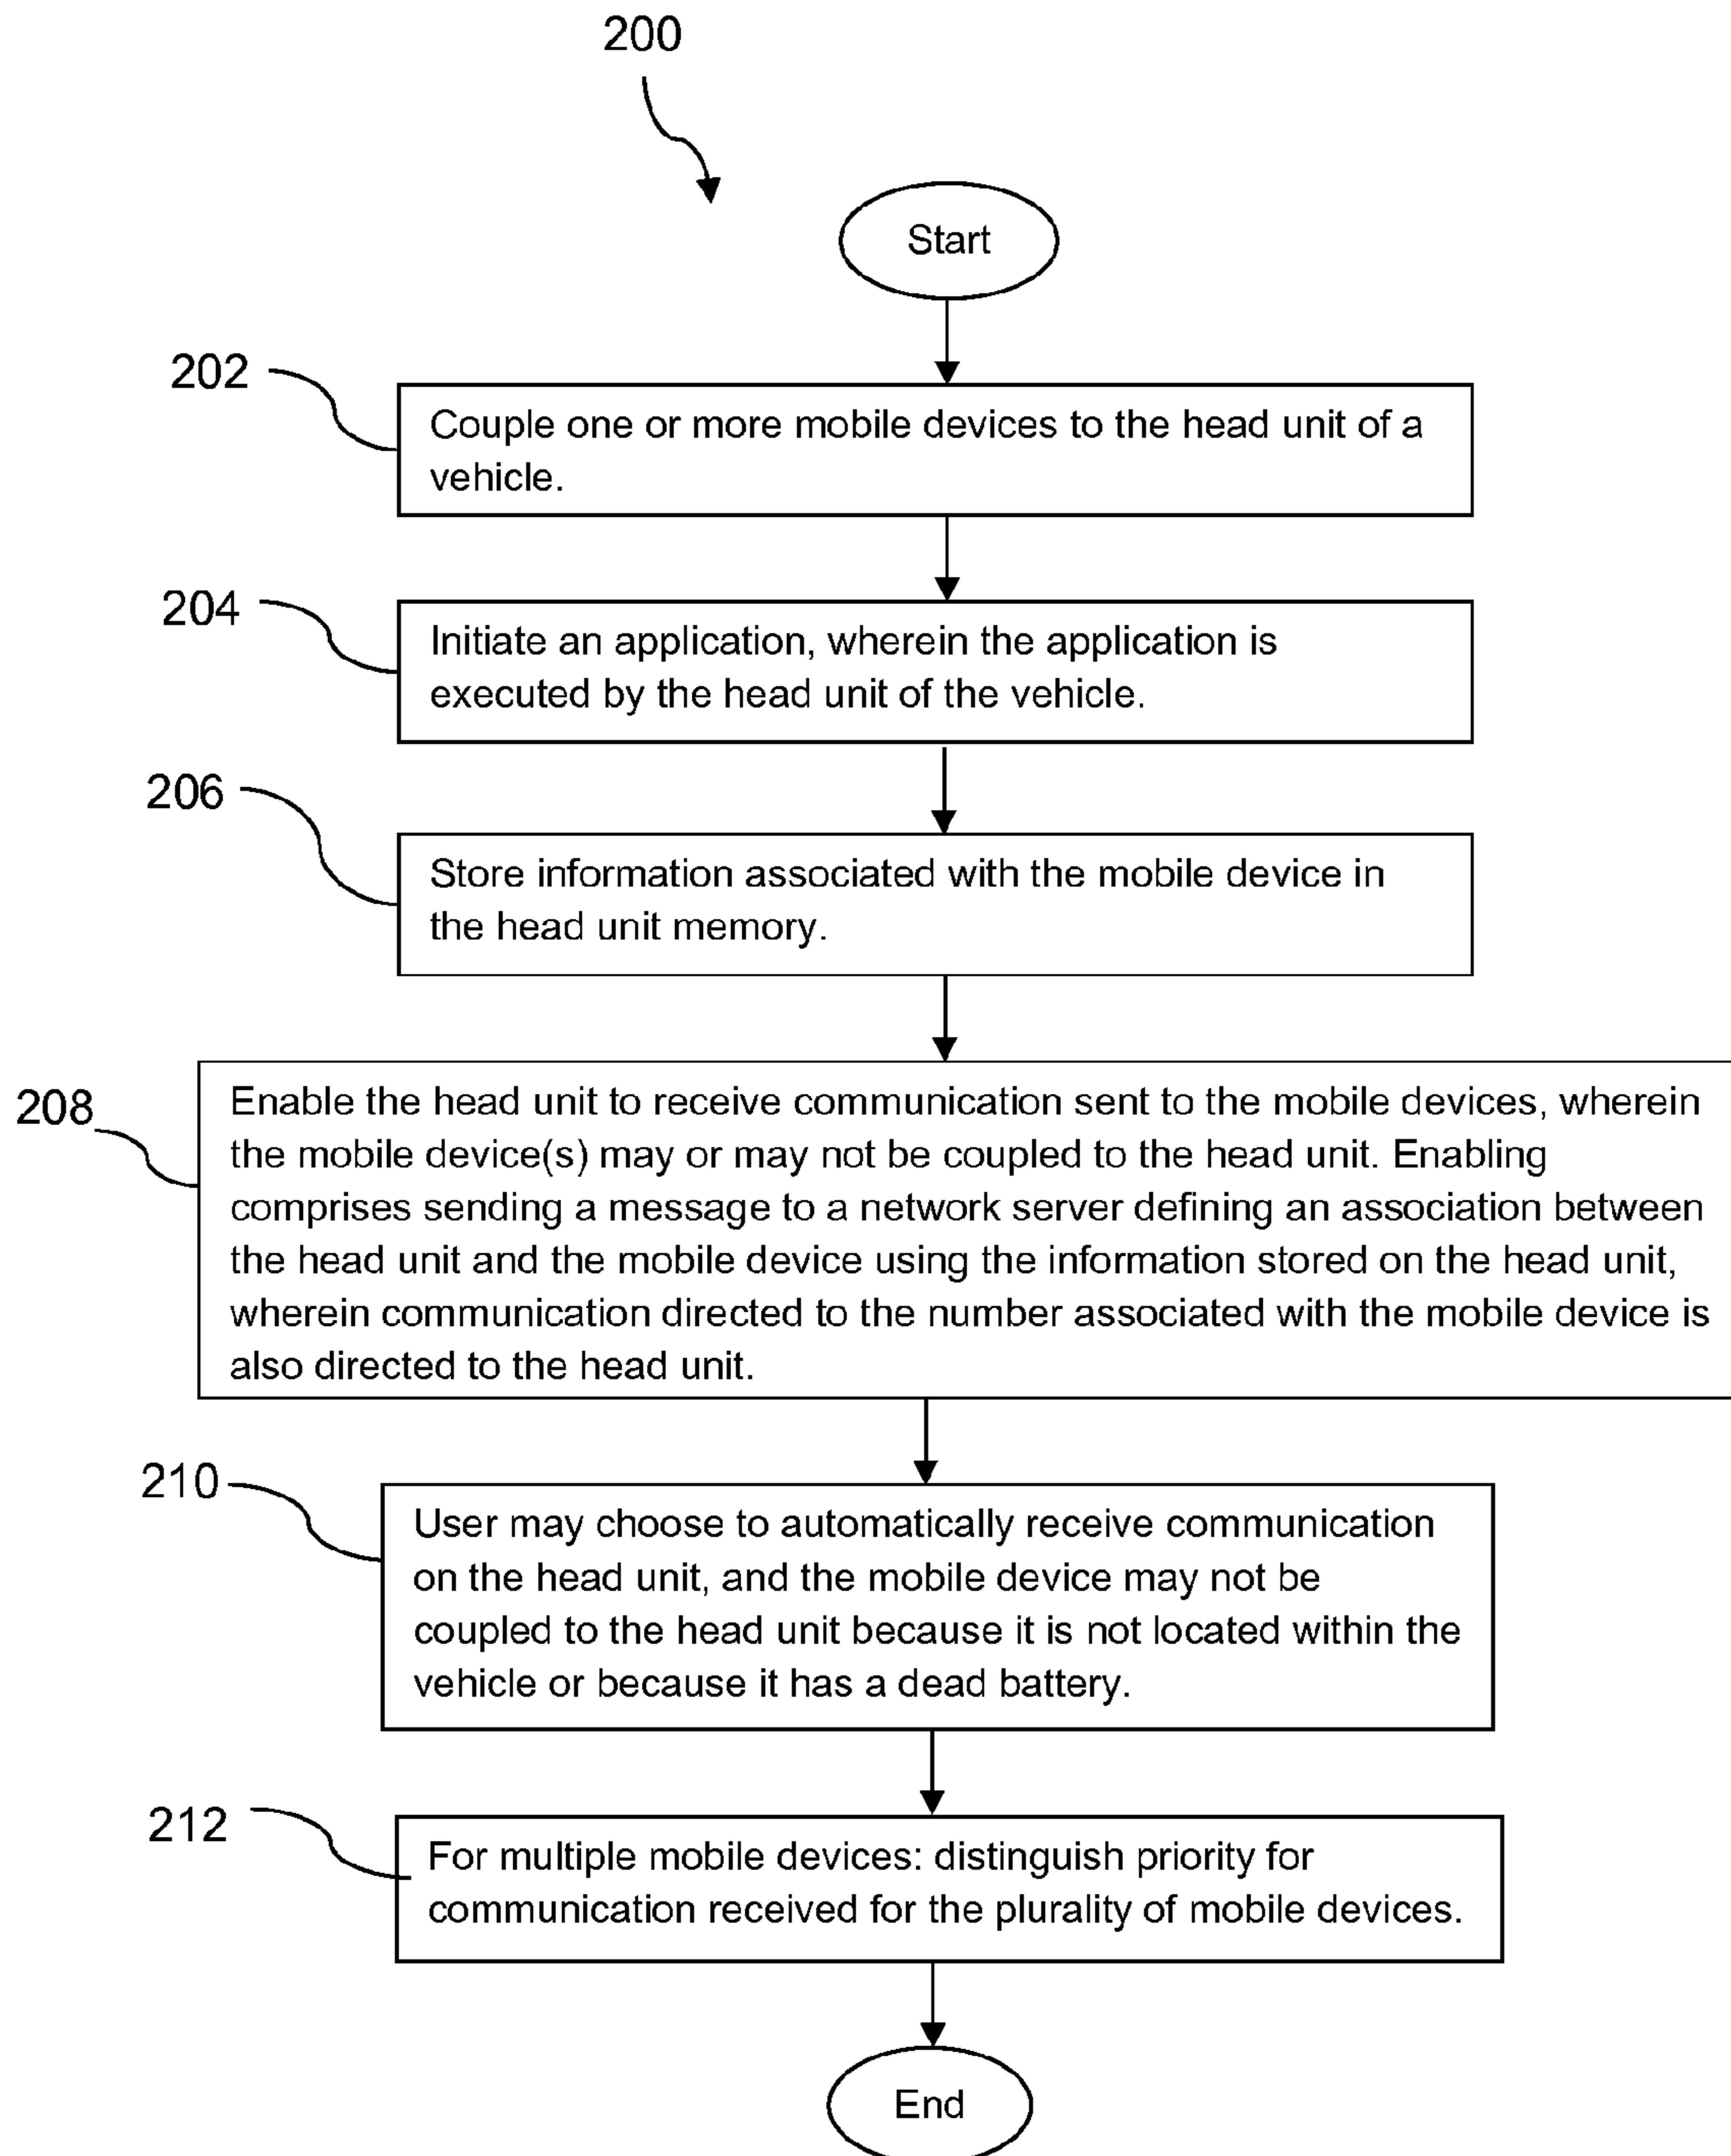 200
Start
202
Couple one or more mobile devices to the head unit of a
vehicle.
204
Initiate an application, wherein the application is
executed by the head unit of the vehicle.
206
Store information associated with the mobile device in
the head unit memory.
208
Enable the head unit to receive communication sent to the mobile devices, wherein
the mobile device(s) may or may not be coupled to the head unit. Enabling
comprises sending a message to a network server defining an association between
the head unit and the mobile device using the information stored on the head unit,
wherein communication directed to the number associated with the mobile device is
also directed to the head unit.
210
User may choose to automatically receive communication
on the head unit, and the mobile device may not be
coupled to the head unit because it is not located within the
vehicle or because it has a dead battery.
212
For multiple mobile devices: distinguish priority for
communication received for the plurality of mobile devices.
End